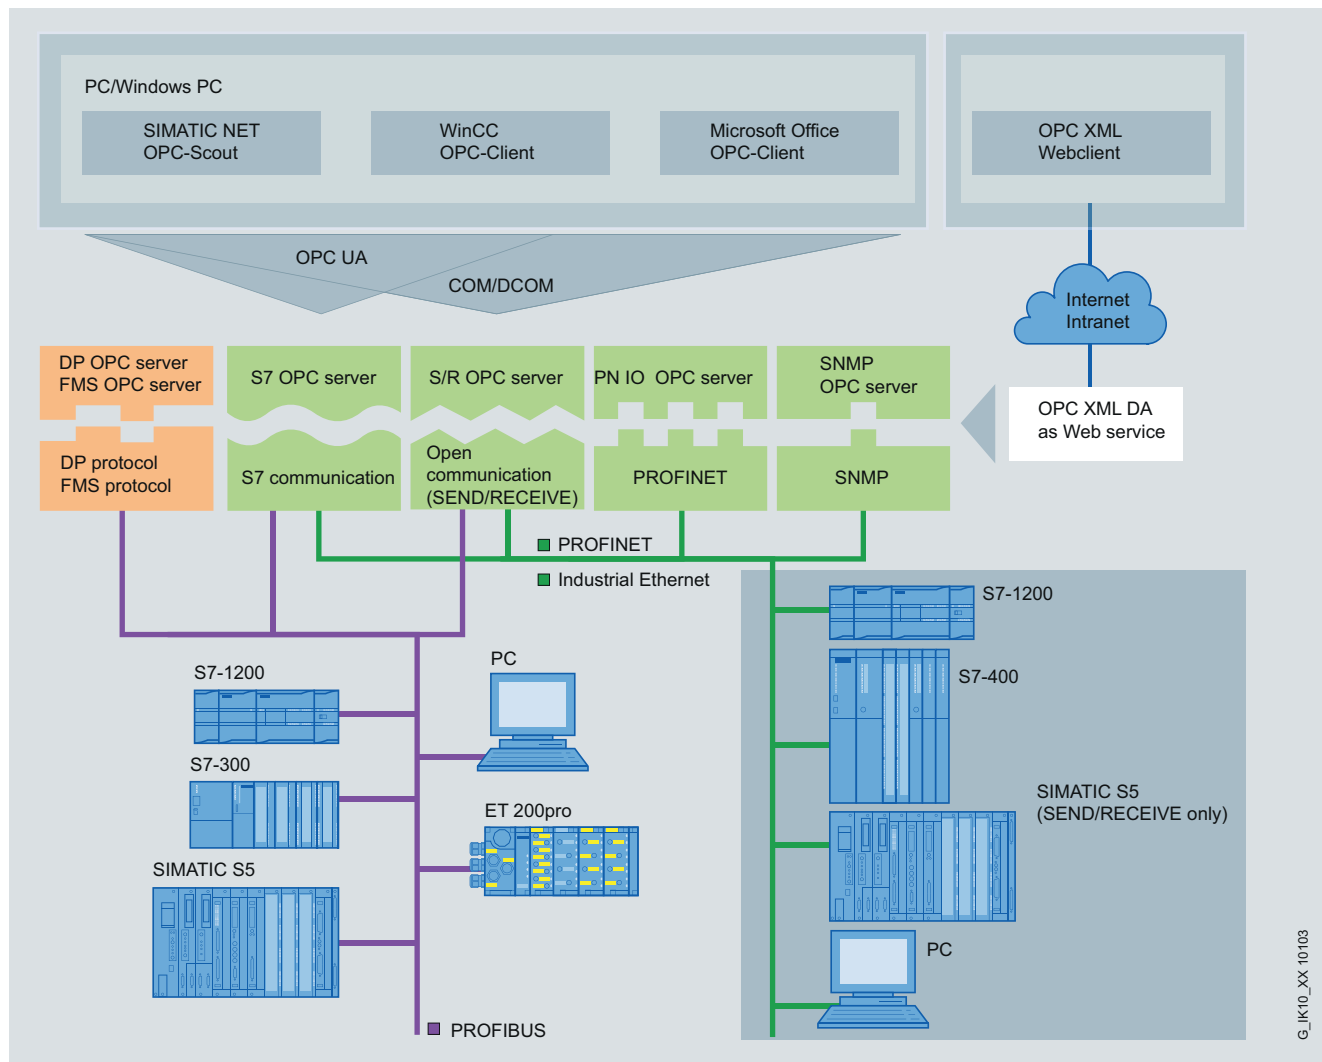 PC/Windows PC
SIMATIC NET
OPC-Scout
WinCC
OPC-Client
Microsoft Office
OPC-Client
OPC XML
Webclient
OPC UA
COM/DCOM
Internet
Intranet
DP OPC server
FMS OPC server
S7 OPC server
S/R OPC server
PN IO OPC server
SNMP
OPC server
OPC XML DA
as Web service
DP protocol
FMS protocol
S7 communication
Open
communication
(SEND/RECEIVE)
PROFINET
SNMP
PROFINET
Industrial Ethernet
S7-1200
S7-400
SIMATIC S5
(SEND/RECEIVE only)
PC
S7-1200
PC
S7-300
ET 200pro
SIMATIC S5
PROFIBUS
G_IK10_XX 10103